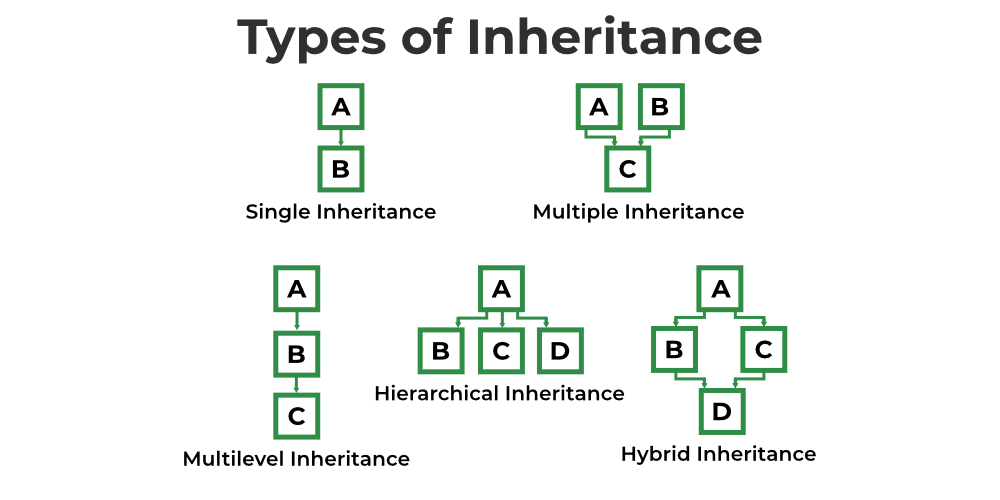 Types of Inheritance
A
B
Single Inheritance
A B
C
Multiple Inheritance
A
B
C
Multilevel Inheritance
A
B C D
Hierarchical Inheritance
A
B C
D
Hybrid Inheritance